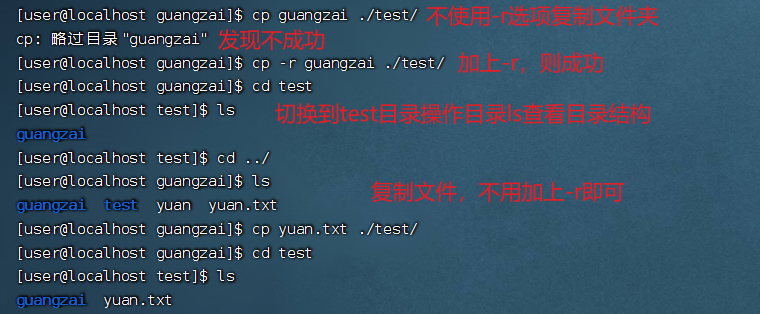 [user@localhost guangzai]$ cp guangzai ./test/ 不使用-r选项复制文件夹
cp: 略过目录"guangzai" 发现不成功
[user@localhost guangzai]$ cp -r guangzai ./test/ 加上-r，则成功
[user@localhost guangzai]$ cd test
[user@localhost test]$ ls 切换到test目录操作目录ls查看目录结构
guangzai
[user@localhost test]$ cd ../
[user@localhost guangzai]$ ls
复制文件，不用加上-r即可
guangzai test yuan yuan.txt
[user@localhost guangzai]$ cp yuan.txt ./test/
[user@localhost guangzai]$ cd test
[user@localhost test]$ ls
guangzai yuan.txt